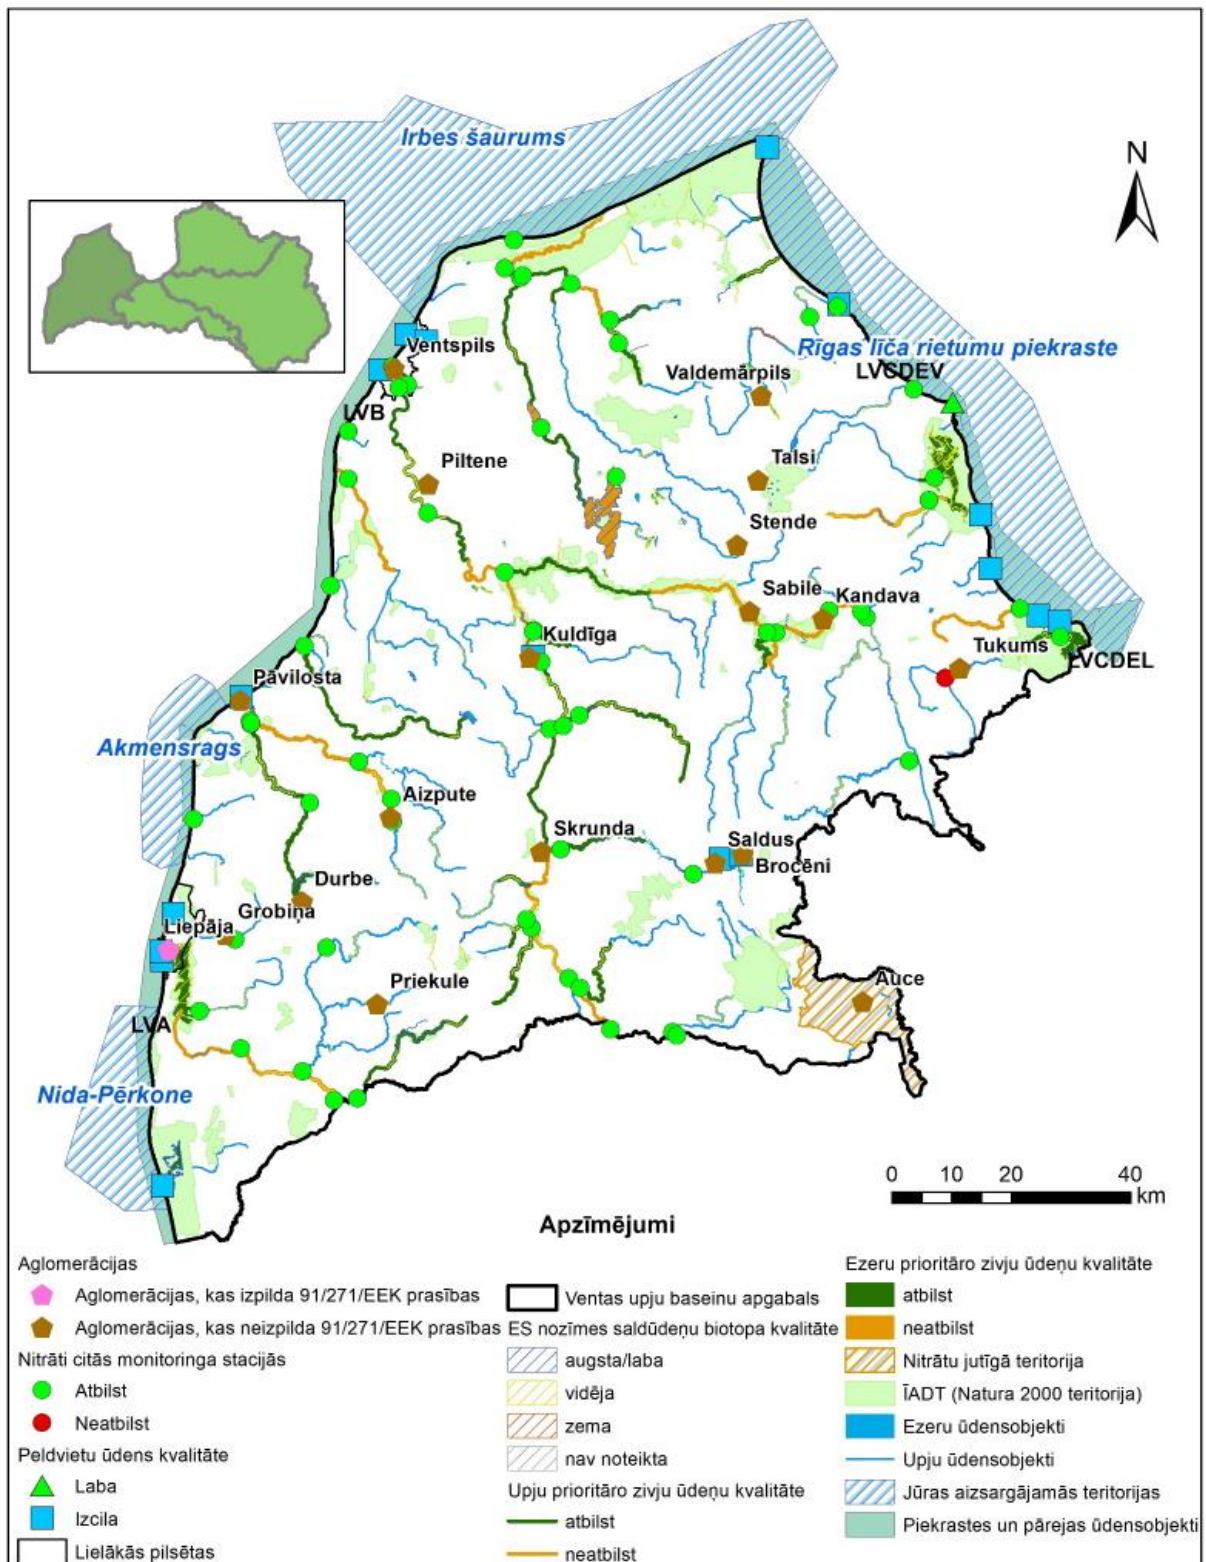 Irbes šaurums
N
Ventspils
Rīgas līča rietumu piekraste
Valdemārpils
LVCDEV
LVB
Piltene
Talsi
Stende
Sabile
Kandava
Kuldīga
Tukums
LVCDEL
Pāvilosta
Akmensrags
Aizpute
Skrunda
Saldus
Brocēni
Durbe
Grobiņa
Liepāja
Priekule
Auce
LVA
Nida-Pērkone
0 10 20 40
km
Apzīmējumi
Aglomerācijas
Aglomerācijas, kas izpilda 91/271/EEK prasības
Aglomerācijas, kas neizpilda 91/271/EEK prasības
Nitrāti citās monitoringa stacijās
Atbilst
Neatbilst
Peldvietu ūdens kvalitāte
Laba
Izcila
Lielākās pilsētas
Ventas upju baseinu apgabals
ES nozīmes saldūdeņu biotopa kvalitāte
augsta/laba
vidēja
zema
nav noteikta
Upju prioritāro zivju ūdeņu kvalitāte
atbilst
neatbilst
Ezeru prioritāro zivju ūdeņu kvalitāte
atbilst
neatbilst
Nitrātu jutīgā teritorija
ĪADT (Natura 2000 teritorija)
Ezeru ūdensobjekti
Upju ūdensobjekti
Jūras aizsargājamās teritorijas
Piekrastes un pārejas ūdensobjekti